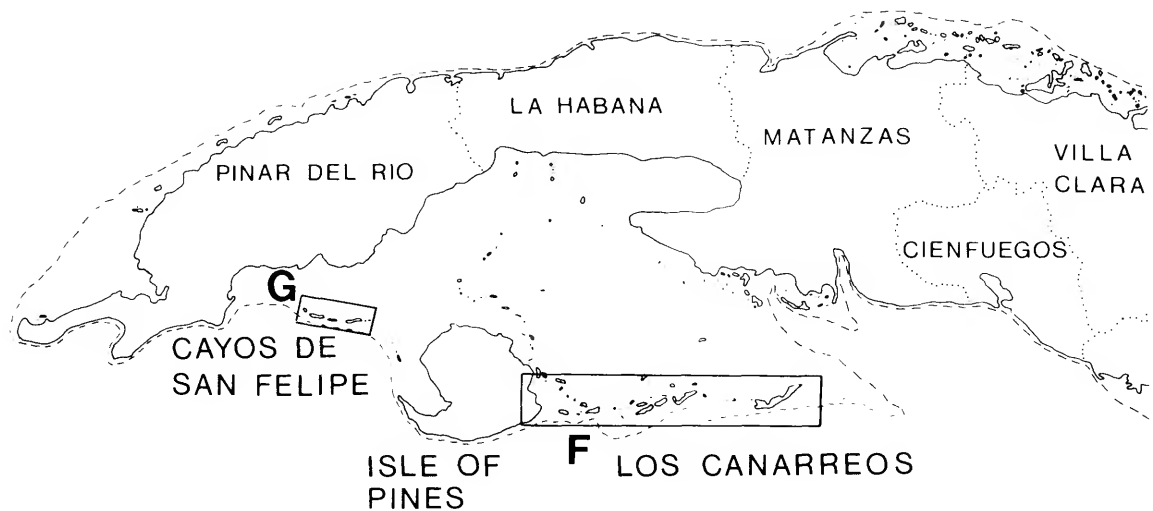 LA HABANA
MATANZAS
PINAR DEL RIO
VILLA
CLARA
CIENFUEGOS
G
CAYOS DE
SAN FELIPE
F
LOS CANARREOS
ISLE OF
PINES